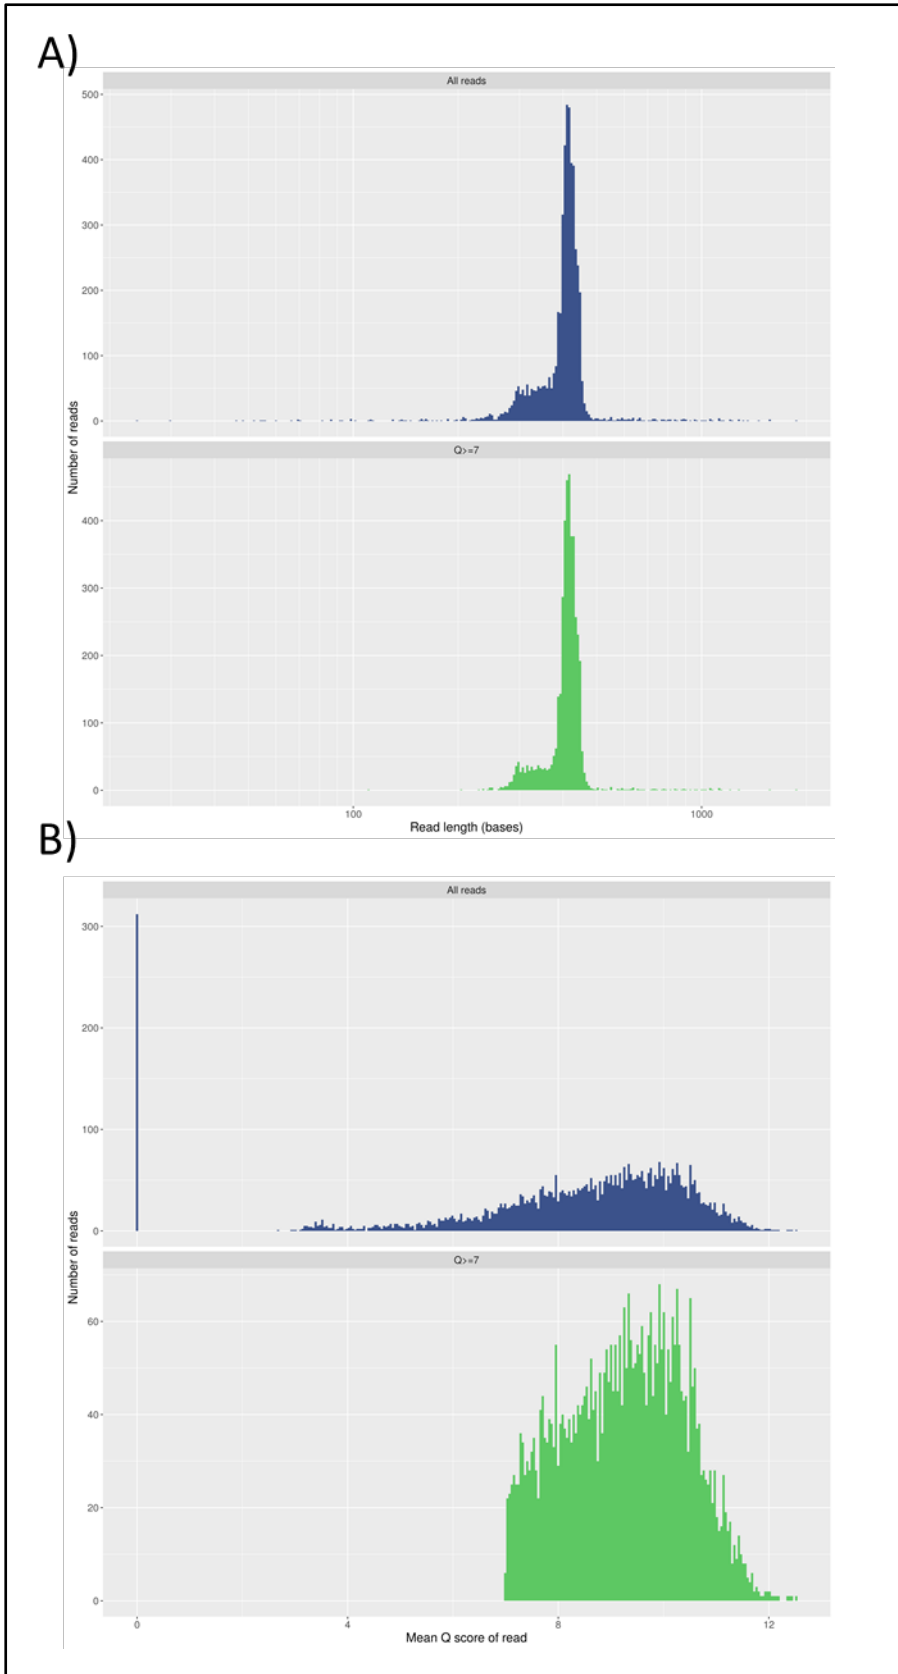 A)
All reads
500
400
300
200
100
0
Q>=7
400
300
200
100
0
Number of reads
100
1000
Read length (bases)
B)
All reads
300
200
100
0
Q>=7
60
40
20
0
Number of reads
0
4
8
12
Mean Q score of read